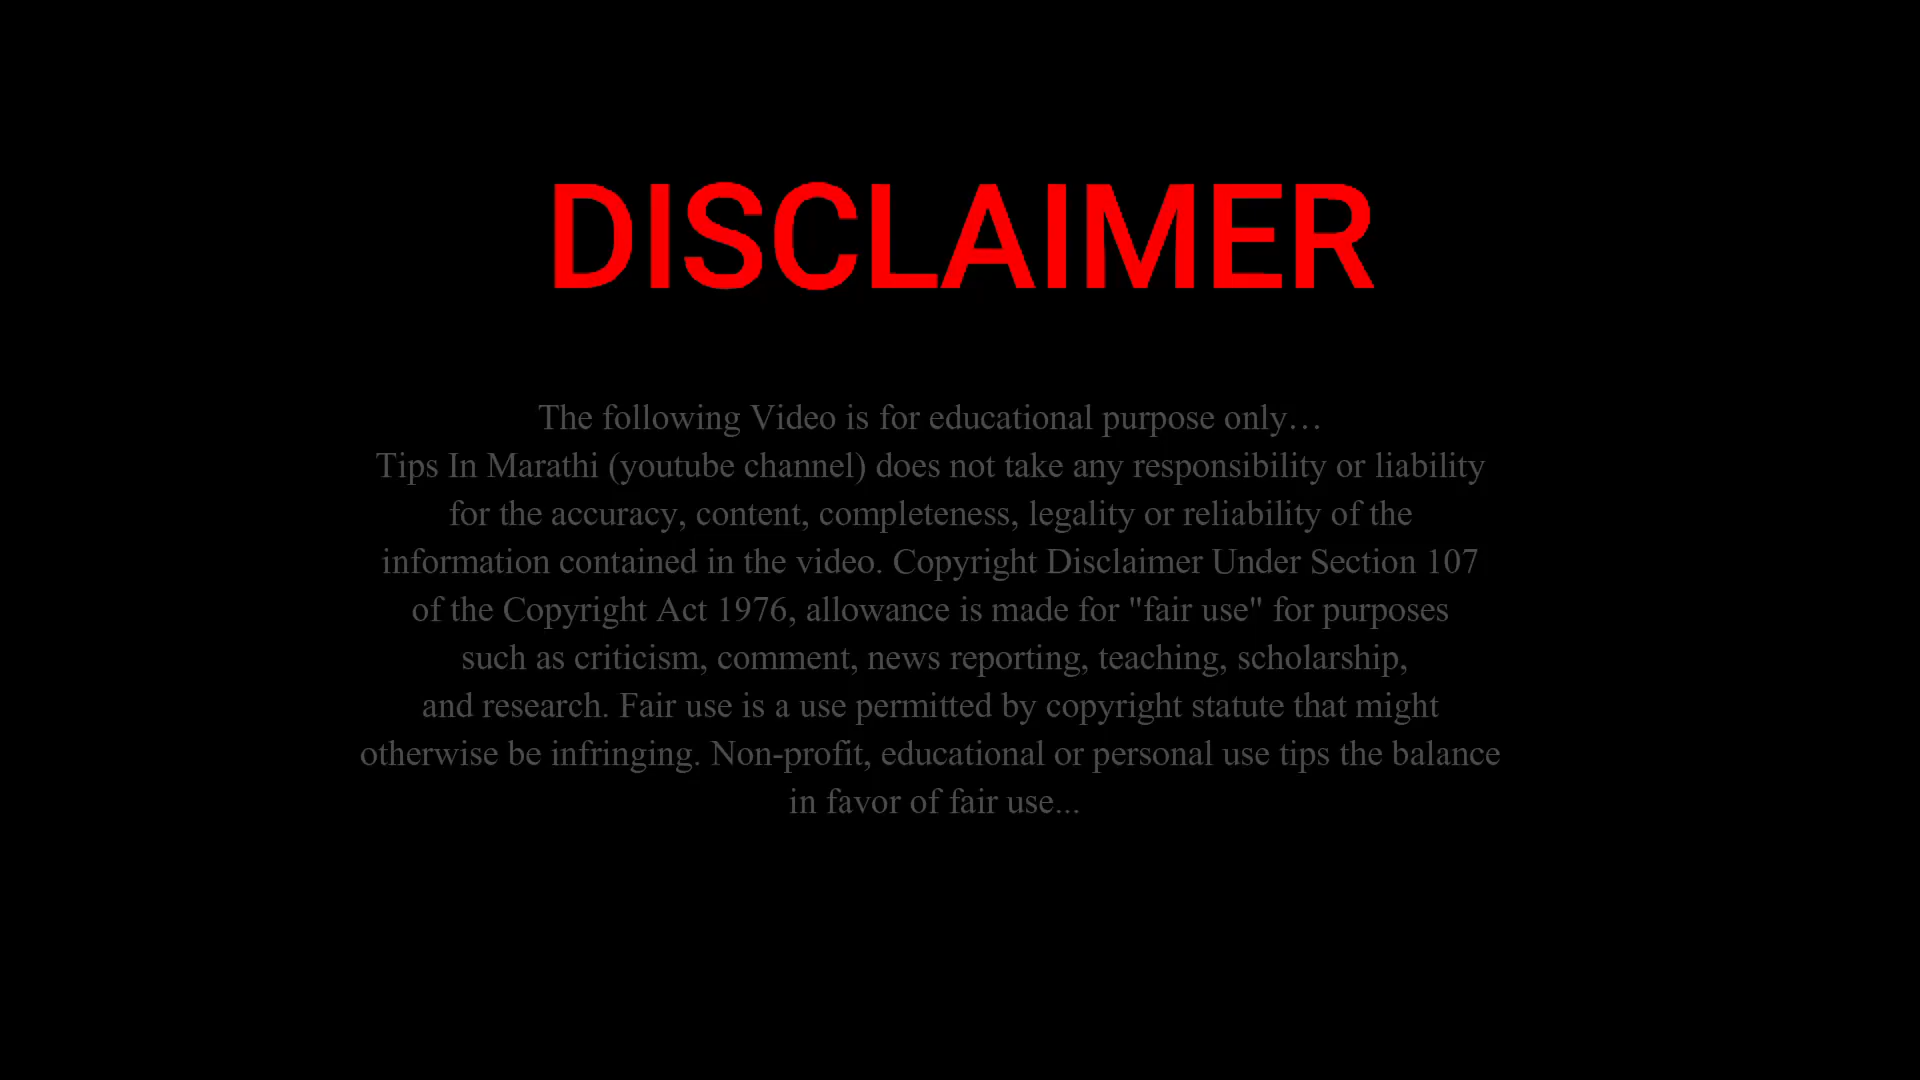 DISCLAIMER
The following Video is for educational purpose only…
Tips In Marathi (youtube channel) does not take any responsibility or liability
for the accuracy, content, completeness, legality or reliability of the
information contained in the video. Copyright Disclaimer Under Section 107
of the Copyright Act 1976, allowance is made for "fair use" for purposes
such as criticism, comment, news reporting, teaching, scholarship,
and research. Fair use is a use permitted by copyright statute that might
otherwise be infringing. Non-profit, educational or personal use tips the balance
in favor of fair use...